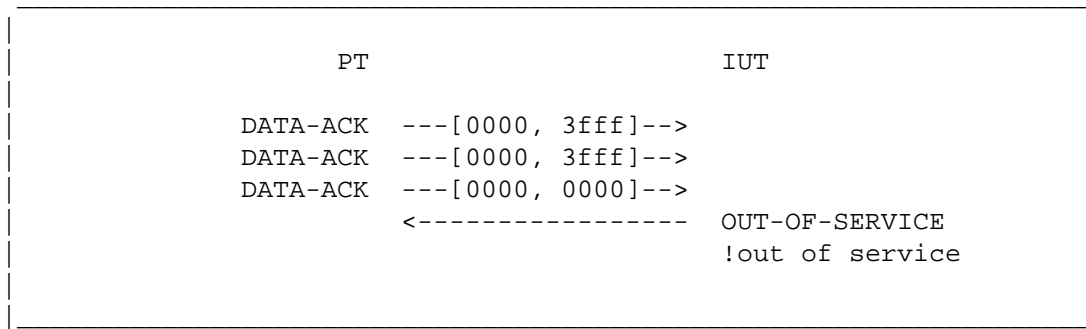 PT IUT
DATA-ACK ---[0000, 3fff]-->
DATA-ACK ---[0000, 3fff]-->
DATA-ACK ---[0000, 0000]-->
<----------------- OUT-OF-SERVICE
!out of service